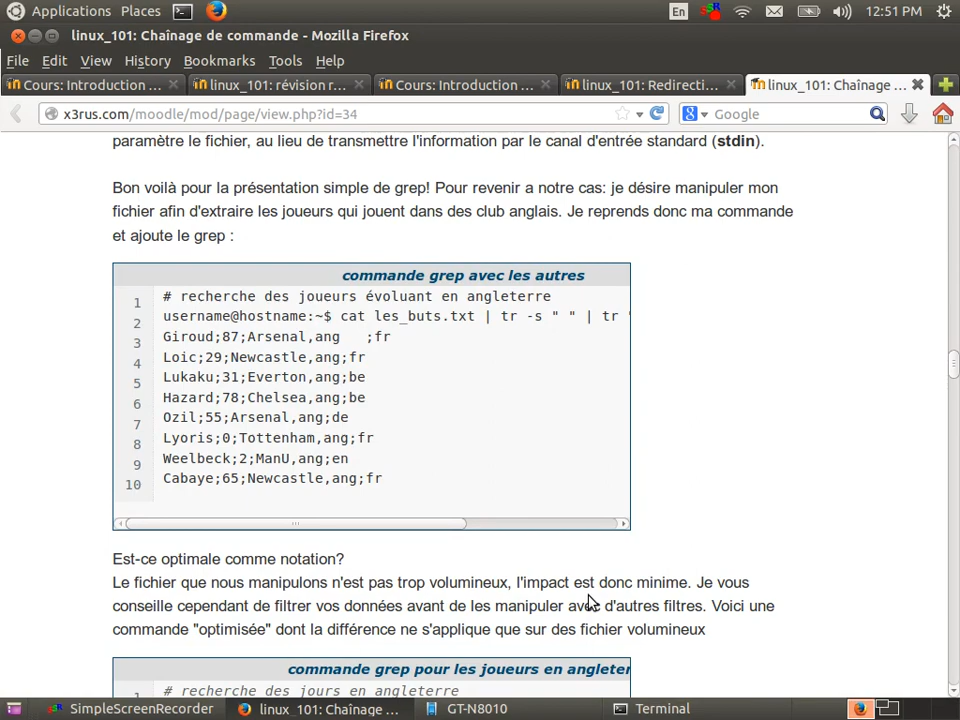 Applications Places En 12:51 PM
linux_101: Chaînage de commande - Mozilla Firefox
File Edit View History Bookmarks Tools Help
Cours: Introduction ... linux_101: révision r... Cours: Introduction ... linux_101: Redirecti... linux_101: Chaînage ...
x3rus.com/moodle/mod/page/view.php?id=34 Google
paramètre le fichier, au lieu de transmettre l'information par le canal d'entrée standard (stdin).
Bon voilà pour la présentation simple de grep! Pour revenir a notre cas: je désire manipuler mon
fichier afin d'extraire les joueurs qui jouent dans des club anglais. Je reprends donc ma commande
et ajoute le grep :
commande grep avec les autres
1 # recherche des joueurs évoluant en angleterre
2 username@hostname:~$ cat les_buts.txt | tr -s " " | tr "
3 Giroud;87;Arsenal,ang ;fr
4 Loic;29;Newcastle,ang;fr
5 Lukaku;31;Everton,ang;be
6 Hazard;78;Chelsea,ang;be
7 Ozil;55;Arsenal,ang;de
8 Lyoris;0;Tottenham,ang;fr
9 Weelbeck;2;ManU,ang;en
10 Cabaye;65;Newcastle,ang;fr
Est-ce optimale comme notation?
Le fichier que nous manipulons n'est pas trop volumineux, l'impact est donc minime. Je vous
conseille cependant de filtrer vos données avant de les manipuler avec d'autres filtres. Voici une
commande "optimisée" dont la différence ne s'applique que sur des fichier volumineux
commande grep pour les joueurs en angleter
1 # recherche des jours en angleterre
SimpleScreenRecorder linux_101: Chaînage ... GT-N8010 Terminal